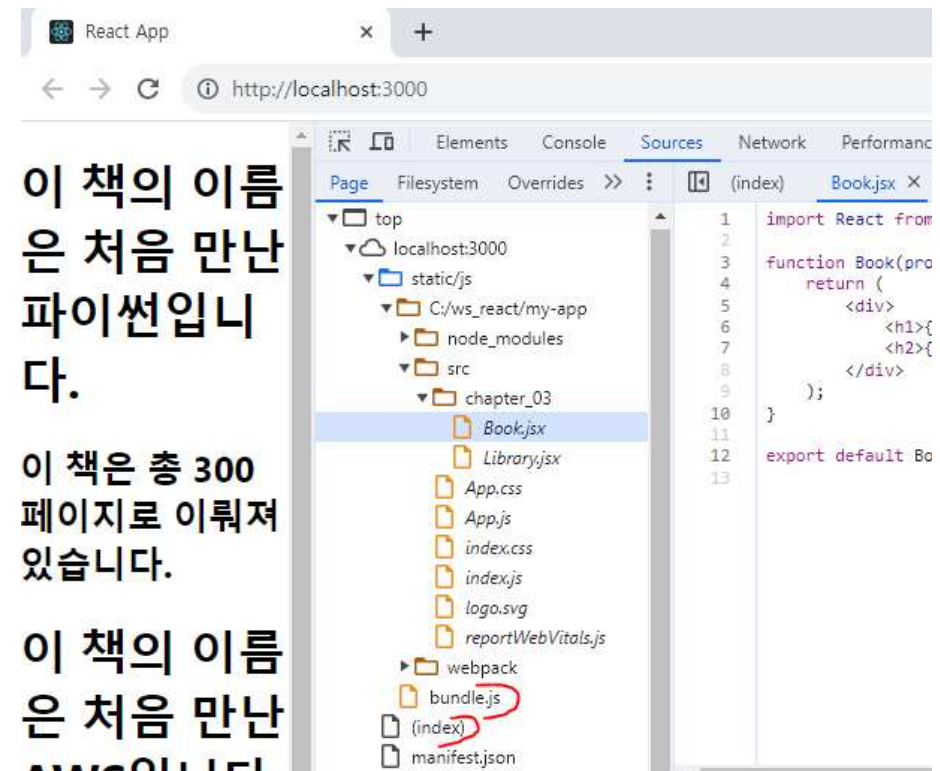 React App
http://localhost:3000
이 책의 이름
은 처음 만난
파이썬입니
다.
이 책은 총 300
페이지로 이뤄져
있습니다.
이 책의 이름
은 처음 만난
Elements Console Sources Network Performanc
Page Filesystem Overrides
top
localhost:3000
static/js
C:/ws_react/my-app
node_modules
src
chapter_03
Book.jsx
Library.jsx
App.css
App.js
index.css
index.js
logo.svg
reportWebVitals.js
webpack
bundle.js
(index)
manifest.json
(index) Book.jsx
1 import React from
2
3 function Book(pro
4 return (
5 <div>
6 <h1>{
7 <h2>{
8 </div>
9 );
10 }
11
12 export default Bo
13